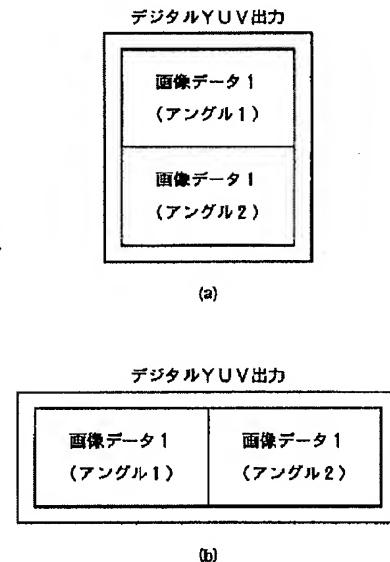 デジタルYUV出力
画像データ1
(アングル1)
画像データ1
(アングル2)
(a)
デジタルYUV出力
画像データ1 画像データ1
(アングル1) (アングル2)
(b)